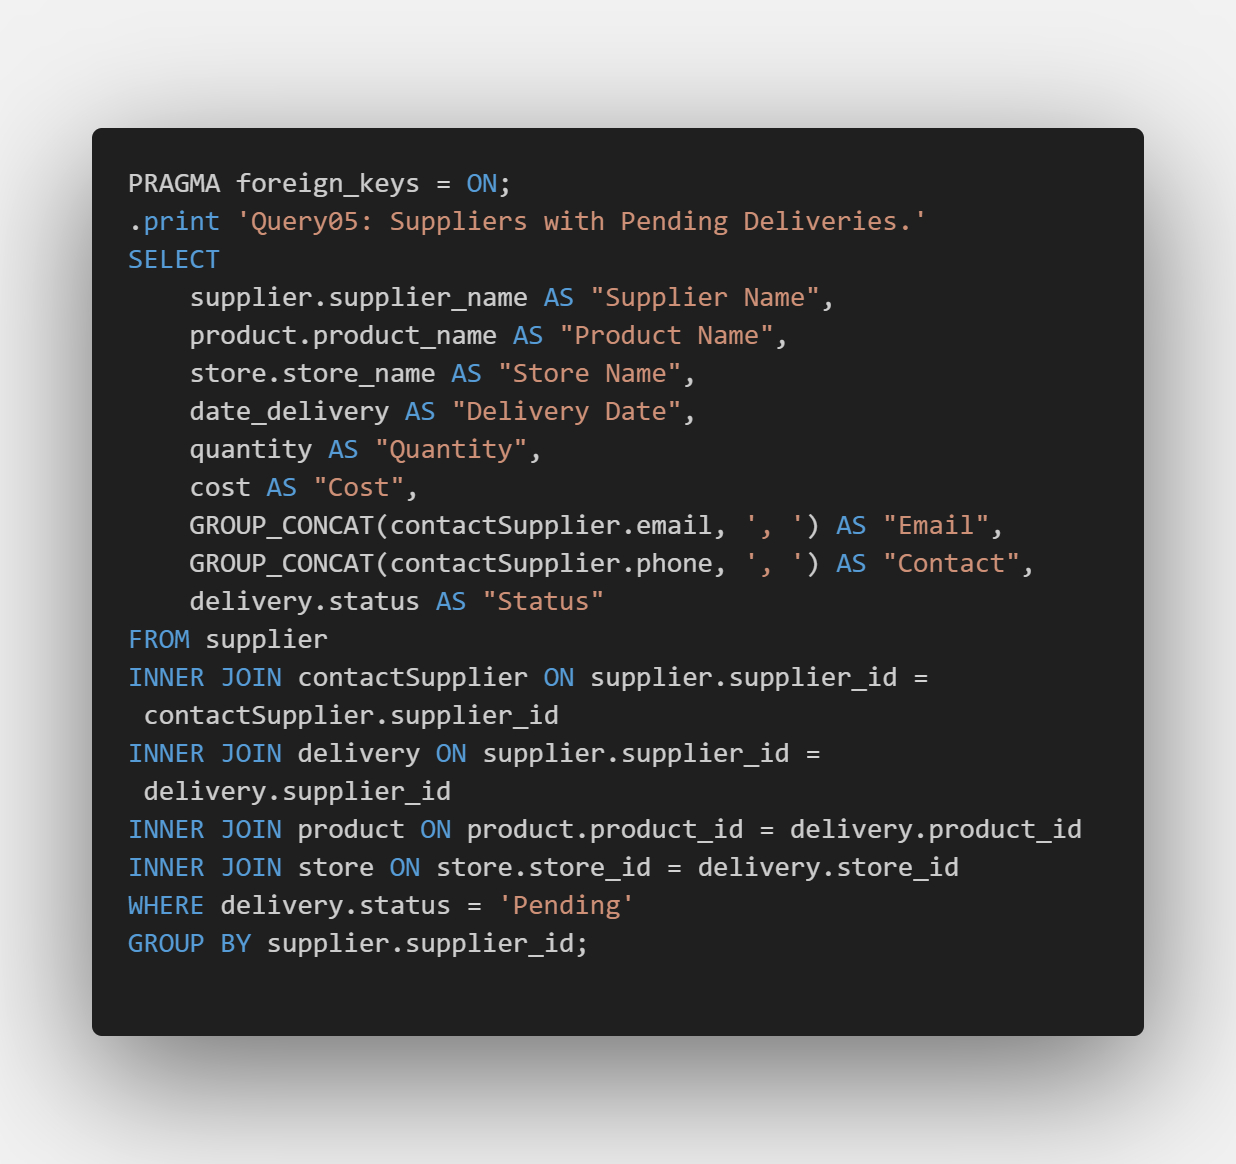 PRAGMA foreign_keys = ON;
.print 'Query05: Suppliers with Pending Deliveries.'
SELECT
    supplier.supplier_name AS "Supplier Name",
    product.product_name AS "Product Name",
    store.store_name AS "Store Name",
    date_delivery AS "Delivery Date",
    quantity AS "Quantity",
    cost AS "Cost",
    GROUP_CONCAT(contactSupplier.email, ', ') AS "Email",
    GROUP_CONCAT(contactSupplier.phone, ', ') AS "Contact",
    delivery.status AS "Status"
FROM supplier
INNER JOIN contactSupplier ON supplier.supplier_id =
 contactSupplier.supplier_id
INNER JOIN delivery ON supplier.supplier_id =
 delivery.supplier_id
INNER JOIN product ON product.product_id = delivery.product_id
INNER JOIN store ON store.store_id = delivery.store_id
WHERE delivery.status = 'Pending'
GROUP BY supplier.supplier_id;